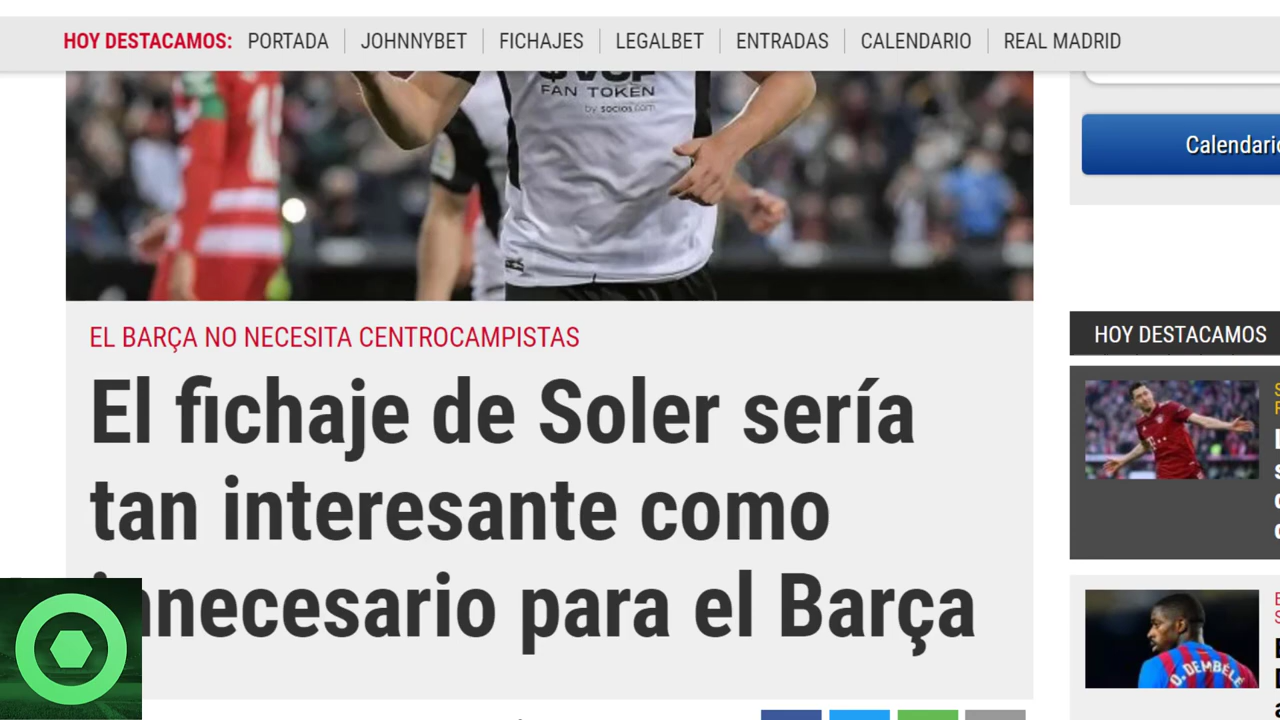 HOY DESTACAMOS: PORTADA JOHNNYBET FICHAJES LEGALBET ENTRADAS CALENDARIO REAL MADRID
FAN TOKEN
by socios.com
EL BARÇA NO NECESITA CENTROCAMPISTAS
El fichaje de Soler sería
tan interesante como
innecesario para el Barça
Calendario
HOY DESTACAMOS
O. DEMBÉLÉ